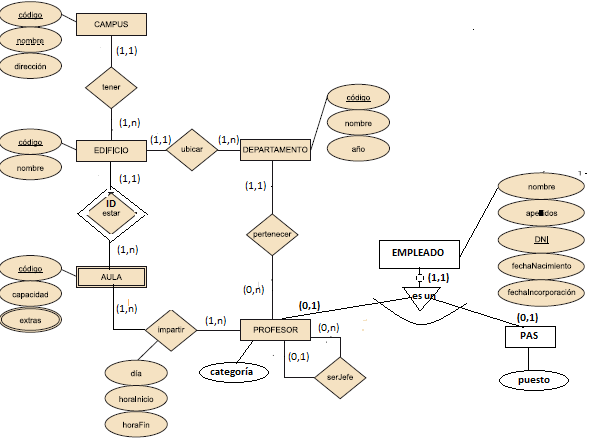 código
CAMPUS
nombre
(1,1)
dirección
tener
código
(1,n)
nombre
año
código
(1,n)
(1,1)
(1,n)
EDIFICIO
ubicar
DEPARTAMENTO
nombre
(1,1)
(1,1)
nombre
apellidos
ID
estar
pertenecer
DNI
EMPLEADO
(1,n)
fechaNacimiento
código
AULA
(1,1)
capacidad
(0,n)
es un
fechaIncorporación
extras
(1,n)
(0,1)
impartir
(1,n)
PROFESOR
(0,n)
(0,1)
PAS
(0,1)
día
categoría
serJefe
puesto
horaInicio
horaFin